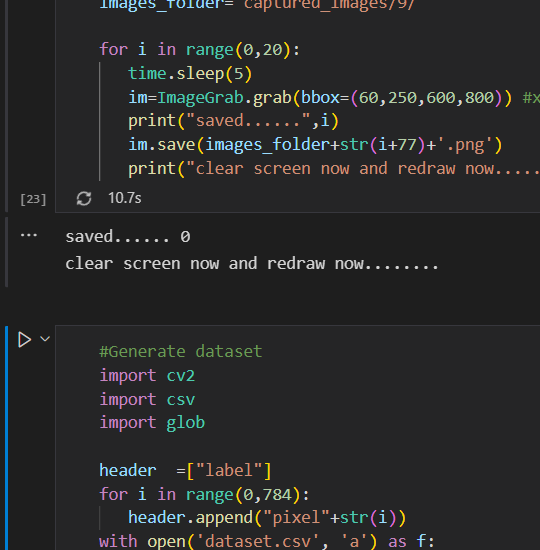 images_folder='captured_images/9/'
for i in range(0,20):
time.sleep(5)
im=ImageGrab.grab(bbox=(60,250,600,800)) #x
print("saved......",i)
im.save(images_folder+str(i+77)+'.png')
print("clear screen now and redraw now.....
[23] 10.7s
... saved...... 0
clear screen now and redraw now........
#Generate dataset
import cv2
import csv
import glob
header  =["label"]
for i in range(0,784):
header.append("pixel"+str(i))
with open('dataset.csv', 'a') as f: